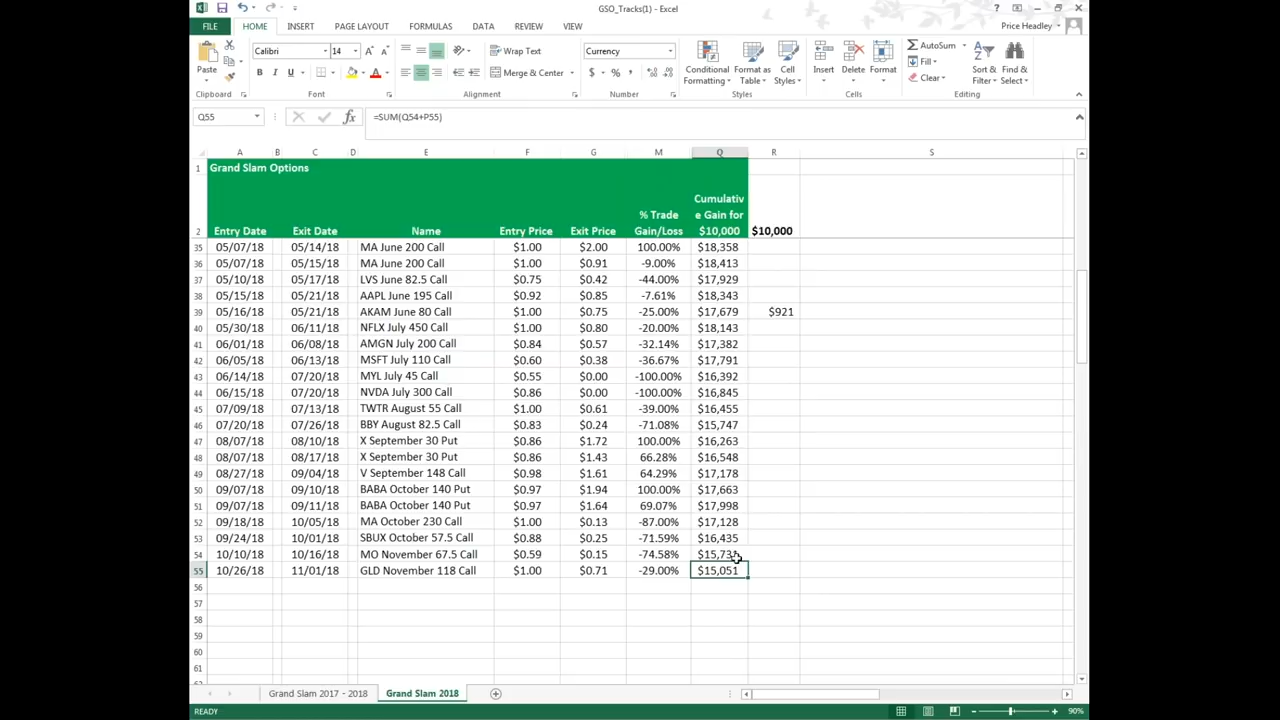 GSO_Tracks(1) - Excel
FILE HOME INSERT PAGE LAYOUT FORMULAS DATA REVIEW VIEW Price Headley
Calibri 14 Wrap Text Currency AutoSum
Paste B I U Merge & Center $ % Conditional Formatting Format as Table Cell Styles Insert Delete Format Fill Clear Sort & Filter Find & Select
Clipboard Font Alignment Number Styles Cells Editing
Q55 fx =SUM(Q54+P55)
A B C D E F G M Q R S
1 Grand Slam Options
2 Entry Date Exit Date Name Entry Price Exit Price % Trade Gain/Loss Cumulativ e Gain for $10,000 $10,000
35 05/07/18 05/14/18 MA June 200 Call $1.00 $2.00 100.00% $18,358
36 05/07/18 05/15/18 MA June 200 Call $1.00 $0.91 -9.00% $18,413
37 05/10/18 05/17/18 LVS June 82.5 Call $0.75 $0.42 -44.00% $17,929
38 05/15/18 05/21/18 AAPL June 195 Call $0.92 $0.85 -7.61% $18,343
39 05/16/18 05/21/18 AKAM June 80 Call $1.00 $0.75 -25.00% $17,679 $921
40 05/30/18 06/11/18 NFLX July 450 Call $1.00 $0.80 -20.00% $18,143
41 06/01/18 06/08/18 AMGN July 200 Call $0.84 $0.57 -32.14% $17,382
42 06/05/18 06/13/18 MSFT July 110 Call $0.60 $0.38 -36.67% $17,791
43 06/14/18 07/20/18 MYL July 45 Call $0.55 $0.00 -100.00% $16,392
44 06/15/18 07/20/18 NVDA July 300 Call $0.86 $0.00 -100.00% $16,845
45 07/09/18 07/13/18 TWTR August 55 Call $1.00 $0.61 -39.00% $16,455
46 07/20/18 07/26/18 BBY August 82.5 Call $0.83 $0.24 -71.08% $15,747
47 08/07/18 08/10/18 X September 30 Put $0.86 $1.72 100.00% $16,263
48 08/07/18 08/17/18 X September 30 Put $0.86 $1.43 66.28% $16,548
49 08/27/18 09/04/18 V September 148 Call $0.98 $1.61 64.29% $17,178
50 09/07/18 09/10/18 BABA October 140 Put $0.97 $1.94 100.00% $17,663
51 09/07/18 09/11/18 BABA October 140 Put $0.97 $1.64 69.07% $17,998
52 09/18/18 10/05/18 MA October 230 Call $1.00 $0.13 -87.00% $17,128
53 09/24/18 10/01/18 SBUX October 57.5 Call $0.88 $0.25 -71.59% $16,435
54 10/10/18 10/16/18 MO November 67.5 Call $0.59 $0.15 -74.58%
55 10/26/18 11/01/18 GLD November 118 Call $1.00 $0.71 -29.00% $15,051
56
57
58
59
60
61
Grand Slam 2017 - 2018 Grand Slam 2018
READY 90%